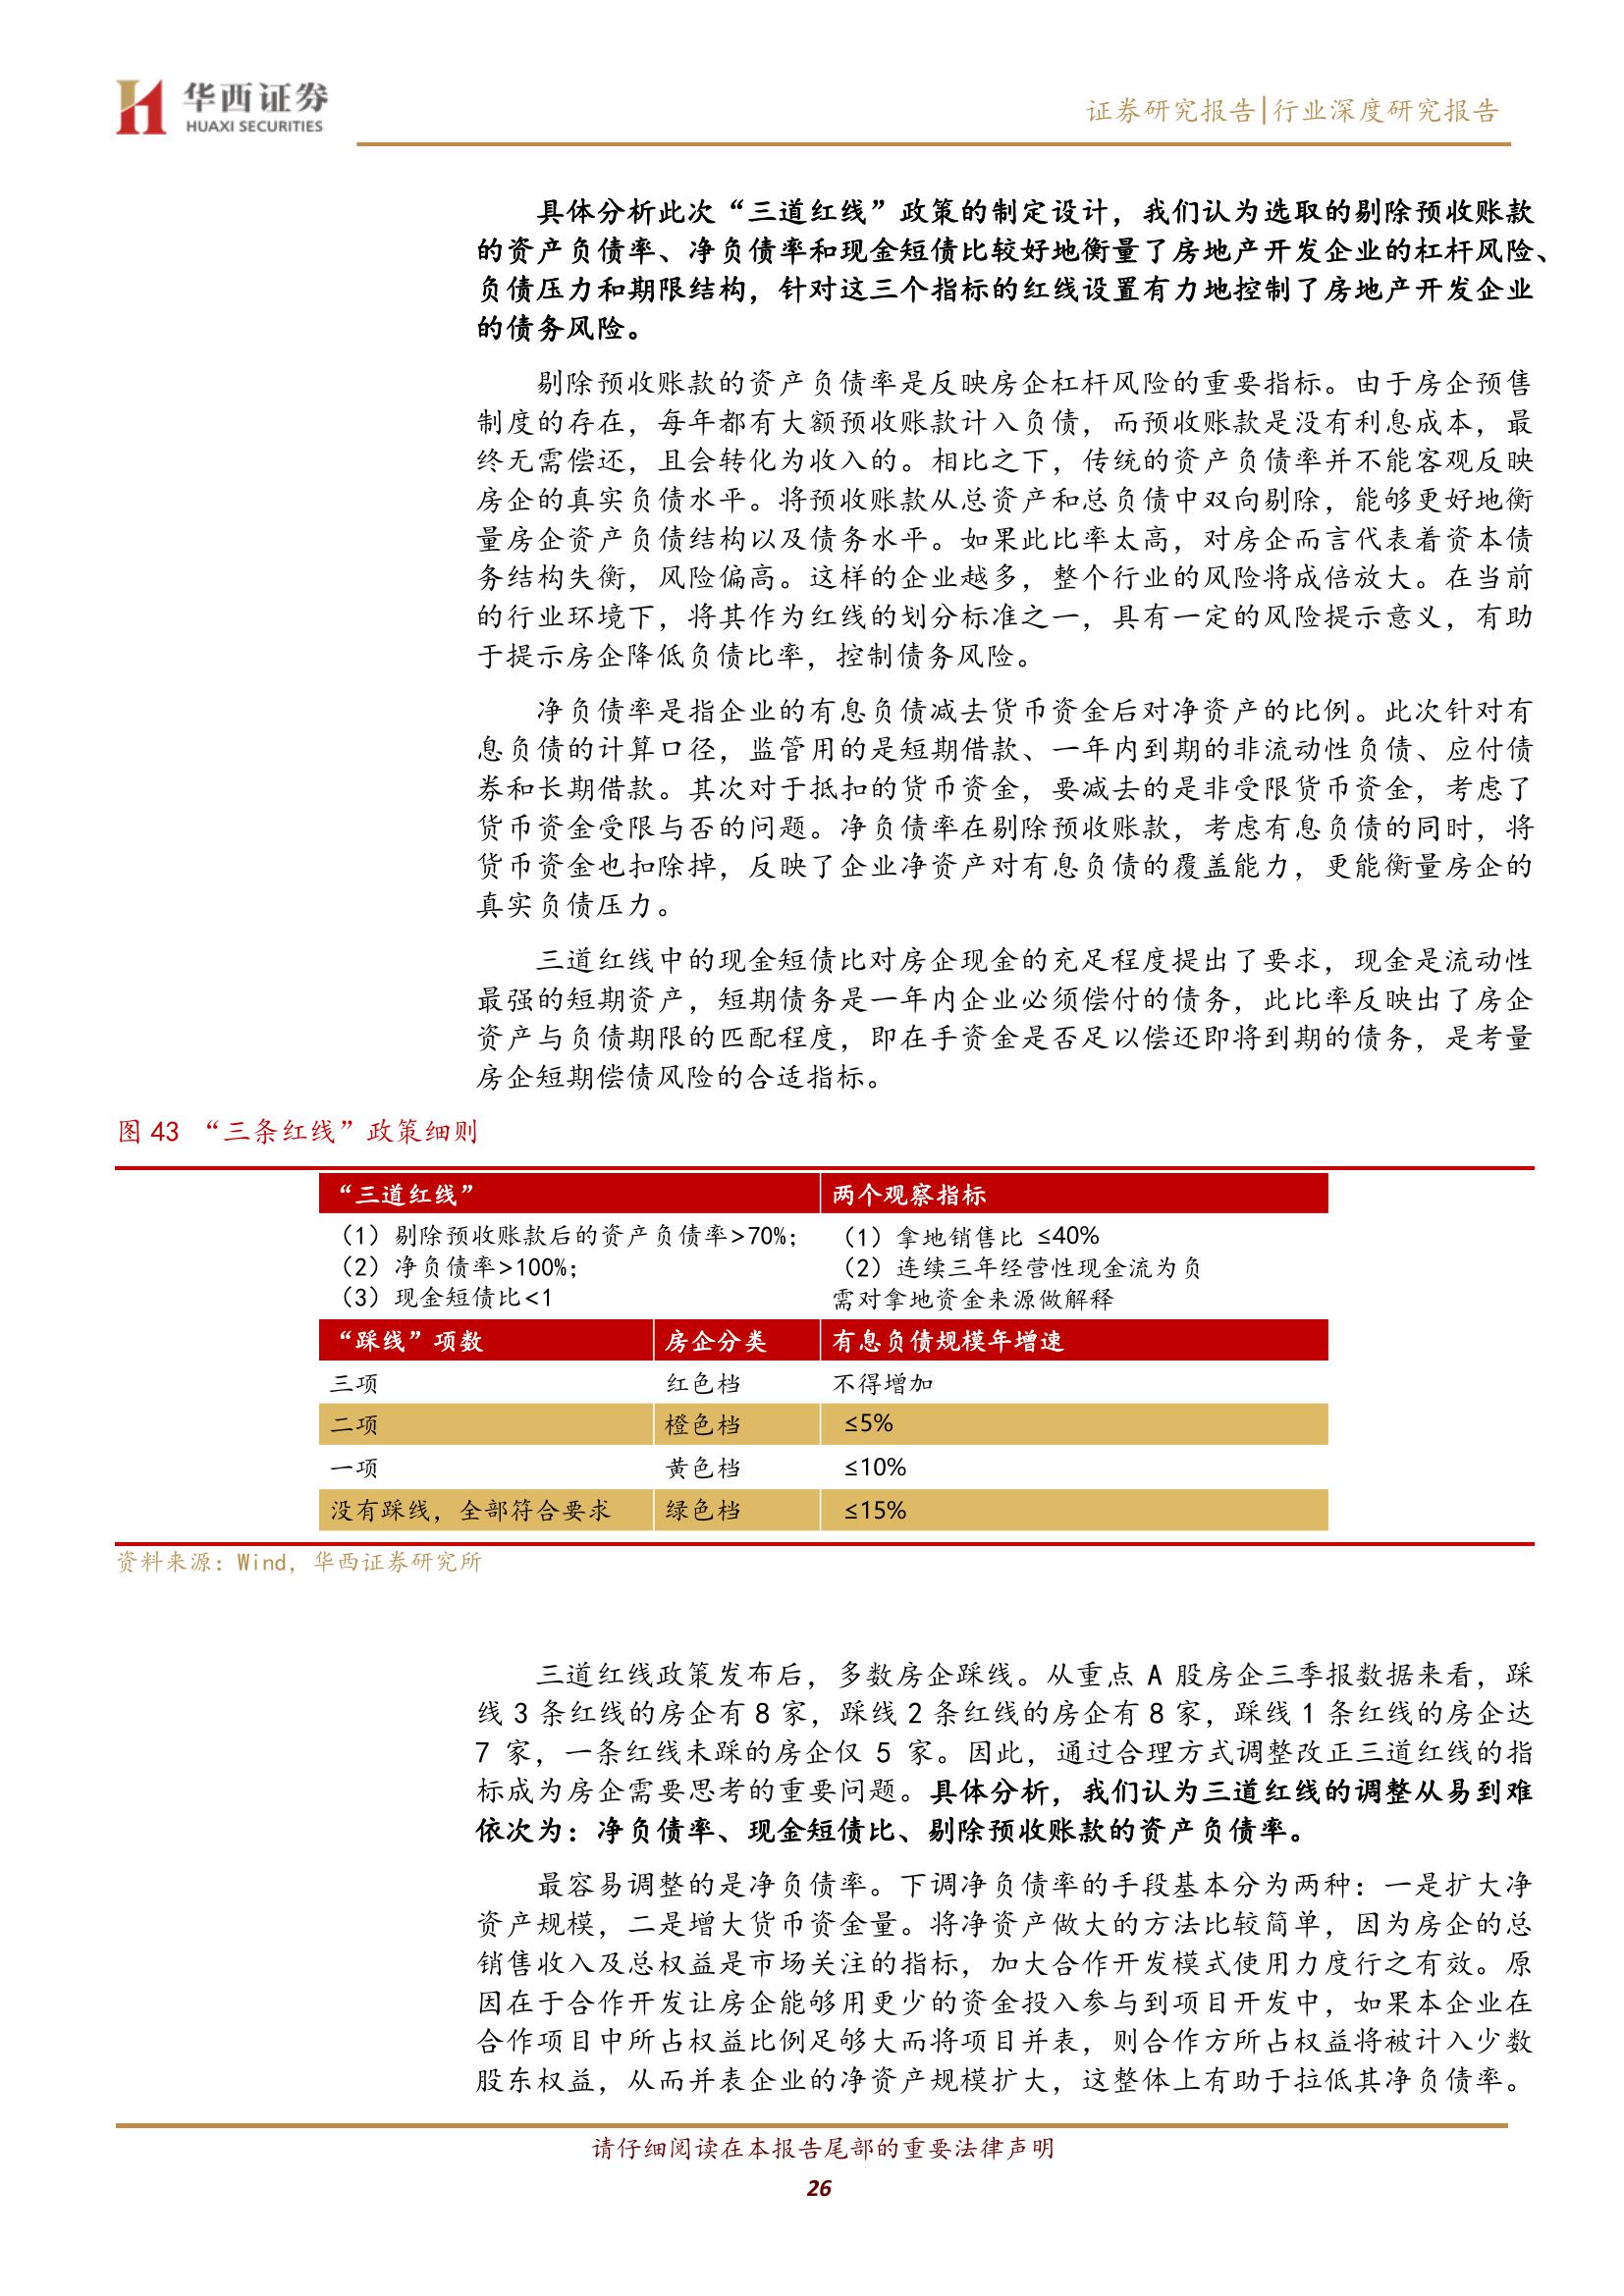 华西证券
HUAXI SECURITIES
证券研究报告|行业深度研究报告
具体分析此次“三道红线”政策的制定设计，我们认为选取的剔除预收账款
的资产负债率、净负债率和现金短债比较好地衡量了房地产开发企业的杠杆风险、
负债压力和期限结构，针对这三个指标的红线设置有力地控制了房地产开发企业
的债务风险。
剔除预收账款的资产负债率是反映房企杠杆风险的重要指标。由于房企预售
制度的存在，每年都有大额预收账款计入负债，而预收账款是没有利息成本，最
终无需偿还，且会转化为收入的。相比之下，传统的资产负债率并不能客观反映
房企的真实负债水平。将预收账款从总资产和总负债中双向剔除，能够更好地衡
量房企资产负债结构以及债务水平。如果此比率太高，对房企而言代表着资本债
务结构失衡，风险偏高。这样的企业越多，整个行业的风险将成倍放大。在当前
的行业环境下，将其作为红线的划分标准之一，具有一定的风险提示意义，有助
于提示房企降低负债比率，控制债务风险。
净负债率是指企业的有息负债减去货币资金后对净资产的比例。此次针对有
息负债的计算口径，监管用的是短期借款、一年内到期的非流动性负债、应付债
券和长期借款。其次对于抵扣的货币资金，要减去的是非受限货币资金，考虑了
货币资金受限与否的问题。净负债率在剔除预收账款，考虑有息负债的同时，将
货币资金也扣除掉，反映了企业净资产对有息负债的覆盖能力，更能衡量房企的
真实负债压力。
三道红线中的现金短债比对房企现金的充足程度提出了要求，现金是流动性
最强的短期资产，短期债务是一年内企业必须偿付的债务，此比率反映出了房企
资产与负债期限的匹配程度，即在手资金是否足以偿还即将到期的债务，是考量
房企短期偿债风险的合适指标。
图 43 “三条红线”政策细则
“三道红线” 两个观察指标
（1）剔除预收账款后的资产负债率>70%； （1）拿地销售比 ≤40%
（2）净负债率>100%； （2）连续三年经营性现金流为负
（3）现金短债比<1 需对拿地资金来源做解释
“踩线”项数 房企分类 有息负债规模年增速
三项 红色档 不得增加
二项 橙色档 ≤5%
一项 黄色档 ≤10%
没有踩线，全部符合要求 绿色档 ≤15%
资料来源：Wind，华西证券研究所
三道红线政策发布后，多数房企踩线。从重点 A 股房企三季报数据来看，踩
线 3 条红线的房企有 8 家，踩线 2 条红线的房企有 8 家，踩线 1 条红线的房企达
7 家，一条红线未踩的房企仅 5 家。因此，通过合理方式调整改正三道红线的指
标成为房企需要思考的重要问题。具体分析，我们认为三道红线的调整从易到难
依次为：净负债率、现金短债比、剔除预收账款的资产负债率。
最容易调整的是净负债率。下调净负债率的手段基本分为两种：一是扩大净
资产规模，二是增大货币资金量。将净资产做大的方法比较简单，因为房企的总
销售收入及总权益是市场关注的指标，加大合作开发模式使用力度行之有效。原
因在于合作开发让房企能够用更少的资金投入参与到项目开发中，如果本企业在
合作项目中所占权益比例足够大而将项目并表，则合作方所占权益将被计入少数
股东权益，从而并表企业的净资产规模扩大，这整体上有助于拉低其净负债率。
请仔细阅读在本报告尾部的重要法律声明
26